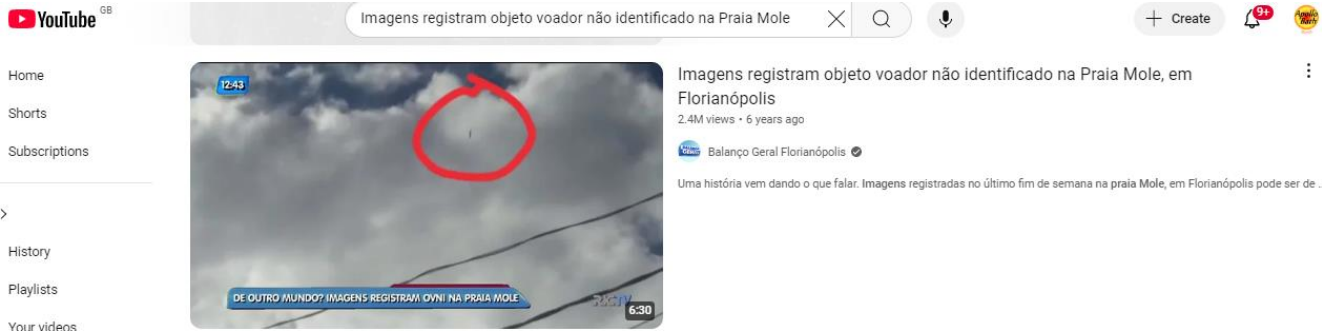 YouTube GB
Imagens registram objeto voador não identificado na Praia Mole
+ Create
9+
Home
Shorts
Subscriptions
History
Playlists
Your videos
12:43
DE OUTRO MUNDO? IMAGENS REGISTRAM OVNI NA PRAIA MOLE
6:30
Imagens registram objeto voador não identificado na Praia Mole, em
Florianópolis
2.4M views • 6 years ago
Balanço Geral Florianópolis
Uma história vem dando o que falar. Imagens registradas no último fim de semana na praia Mole, em Florianópolis pode ser de .